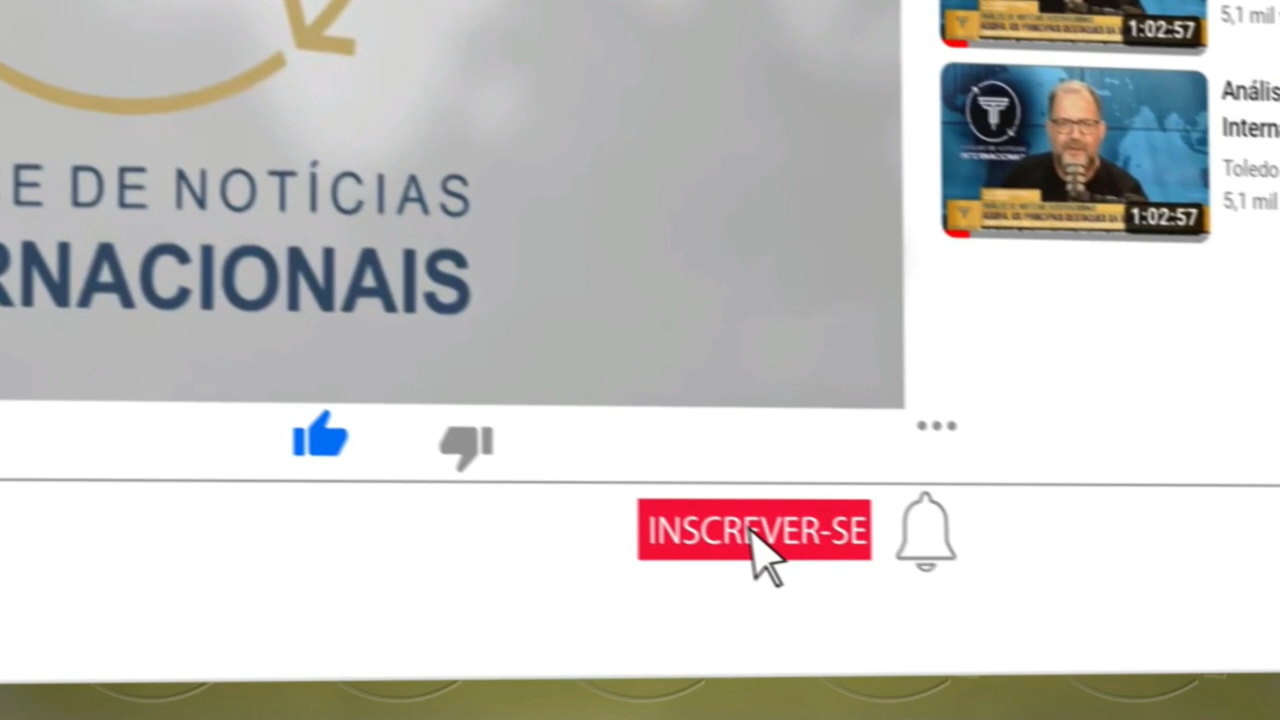 E DE NOTÍCIAS
RNACIONAIS
INSCREVER-SE
1:02:57
5,1 mil
1:02:57
Anális
Intern
Toledo
5,1 mil